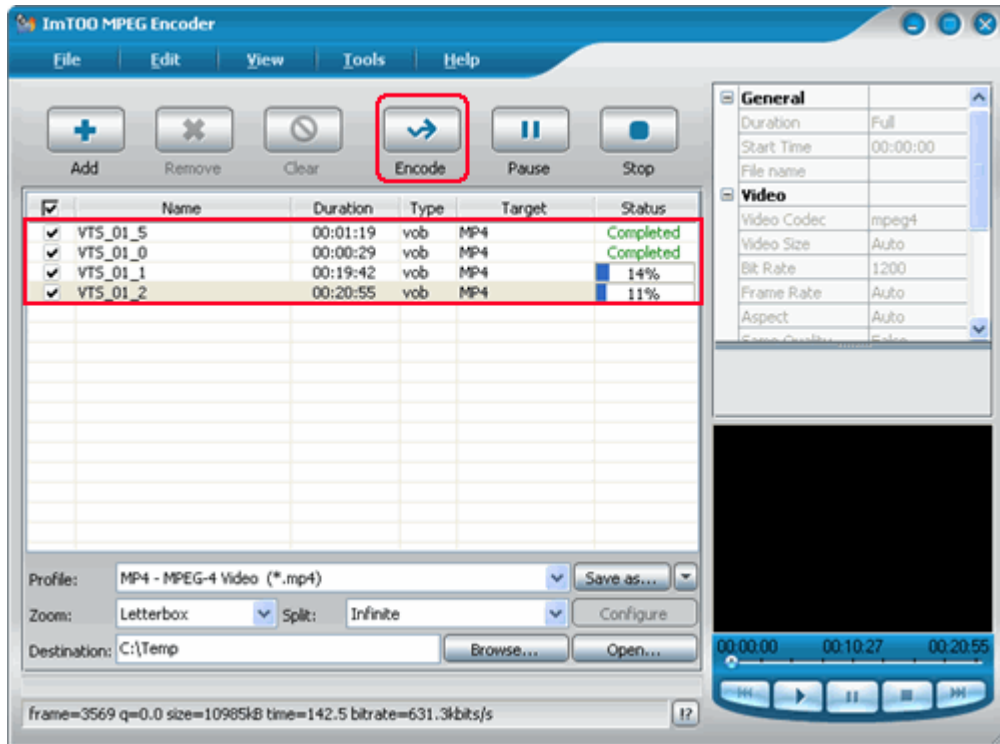 ImTOO MPEG Encoder
File Edit View Tools Help
Add Remove Clear Encode Pause Stop
Name Duration Type Target Status
VTS_01_5 00:01:19 vob MP4 Completed
VTS_01_0 00:00:29 vob MP4 Completed
VTS_01_1 00:19:42 vob MP4 14%
VTS_01_2 00:20:55 vob MP4 11%
Profile: MP4 - MPEG-4 Video (*.mp4) Save as...
Zoom: Letterbox Split: Infinite Configure
Destination: C:\Temp Browse... Open...
frame=3569 q=0.0 size=10985kB time=142.5 bitrate=631.3kbits/s !?
General
Duration Full
Start Time 00:00:00
File name
Video
Video Codec mpeg4
Video Size Auto
Bit Rate 1200
Frame Rate Auto
Aspect Auto
Same Quality False
00:00:00 00:10:27 00:20:55